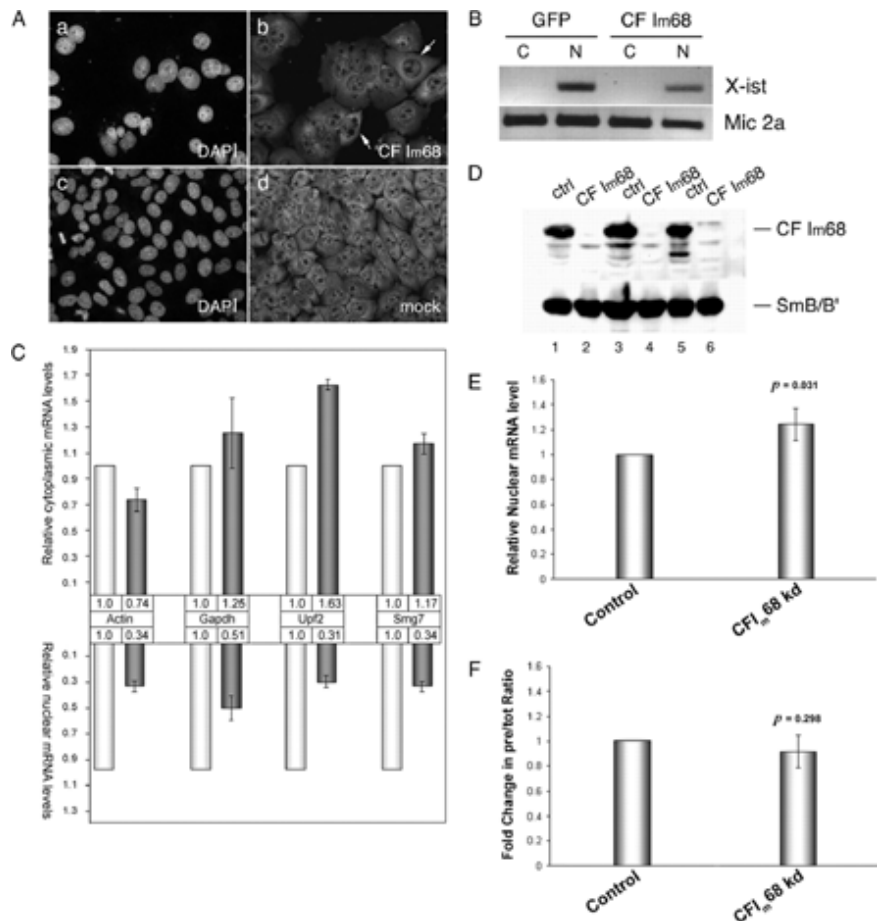 A
a
b
DAPI
CF Im68
c
d
DAPI
mock
B
GFP CF Im68
C N C N
X-ist
Mic 2a
D
ctrl CF Im68 ctrl CF Im68 ctrl CF Im68
CF Im68
SmB/B'
1 2 3 4 5 6
C
Relative cytoplasmic mRNA levels
1.9
1.7
1.5
1.3
1.1
0.9
0.7
0.5
0.3
0.1
1.0 0.74 1.0 1.25 1.0 1.63 1.0 1.17
Actin Gapdh Upf2 Smg7
1.0 0.34 1.0 0.51 1.0 0.31 1.0 0.34
Relative nuclear mRNA levels
0.1
0.3
0.5
0.7
0.9
1.1
1.3
E
Relative Nuclear mRNA level
1.6
1.4
1.2
1
0.8
0.6
0.4
0.2
0
p = 0.031
Control CFIm68 kd
F
Fold Change in pre/tot Ratio
1.6
1.4
1.2
1
0.8
0.6
0.4
0.2
0
p = 0.298
Control CFIm68 kd